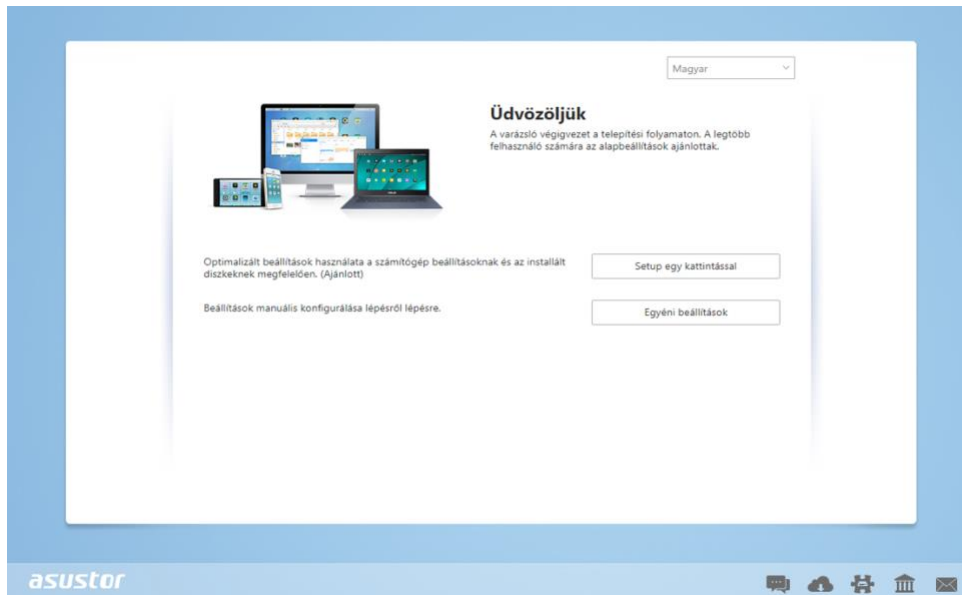 Magyar
Üdvözöljük
A varázsló végigvezet a telepítési folyamaton. A legtöbb
felhasználó számára az alapbeállítások ajánlottak.
Optimalizált beállítások használata a számítógép beállításoknak és az installált
diszkeknek megfelelően. (Ajánlott)
Setup egy kattintással
Beállítások manuális konfigurálása lépésről lépésre.
Egyéni beállítások
asustor